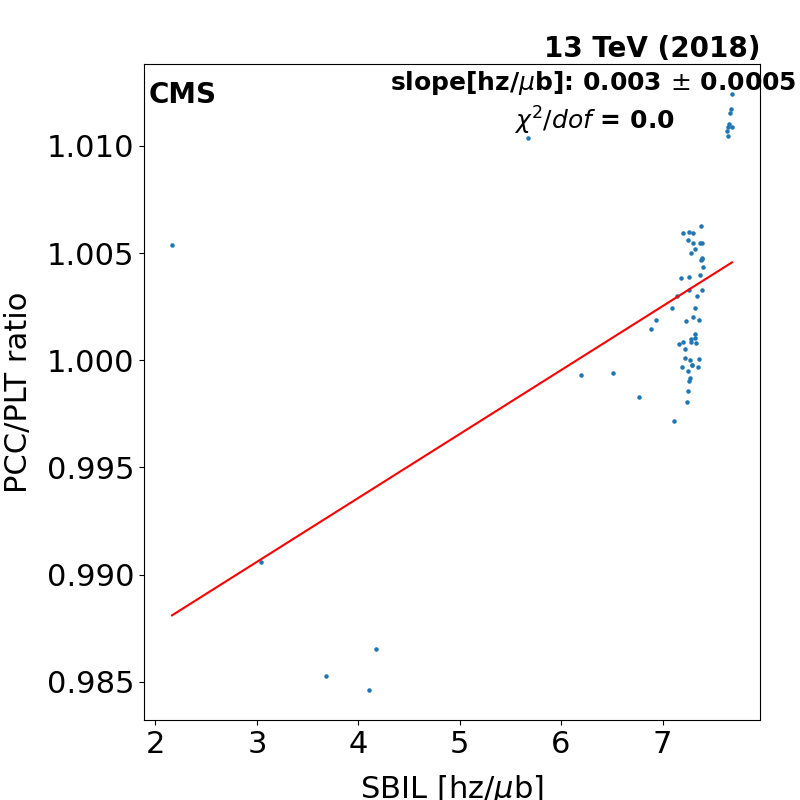 13 TeV (2018)
CMS
slope[hz/μb]: 0.003 ± 0.0005
χ²/dof = 0.0
1.010
1.005
1.000
0.995
0.990
0.985
PCC/PLT ratio
2 3 4 5 6 7
SBIL [hz/μb]